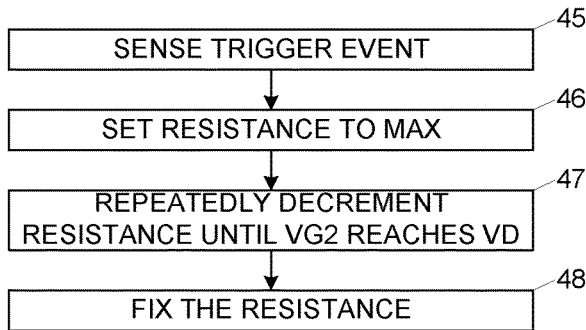 45
SENSE TRIGGER EVENT
46
SET RESISTANCE TO MAX
47
REPEATEDLY DECREMENT
RESISTANCE UNTIL VG2 REACHES VD
48
FIX THE RESISTANCE